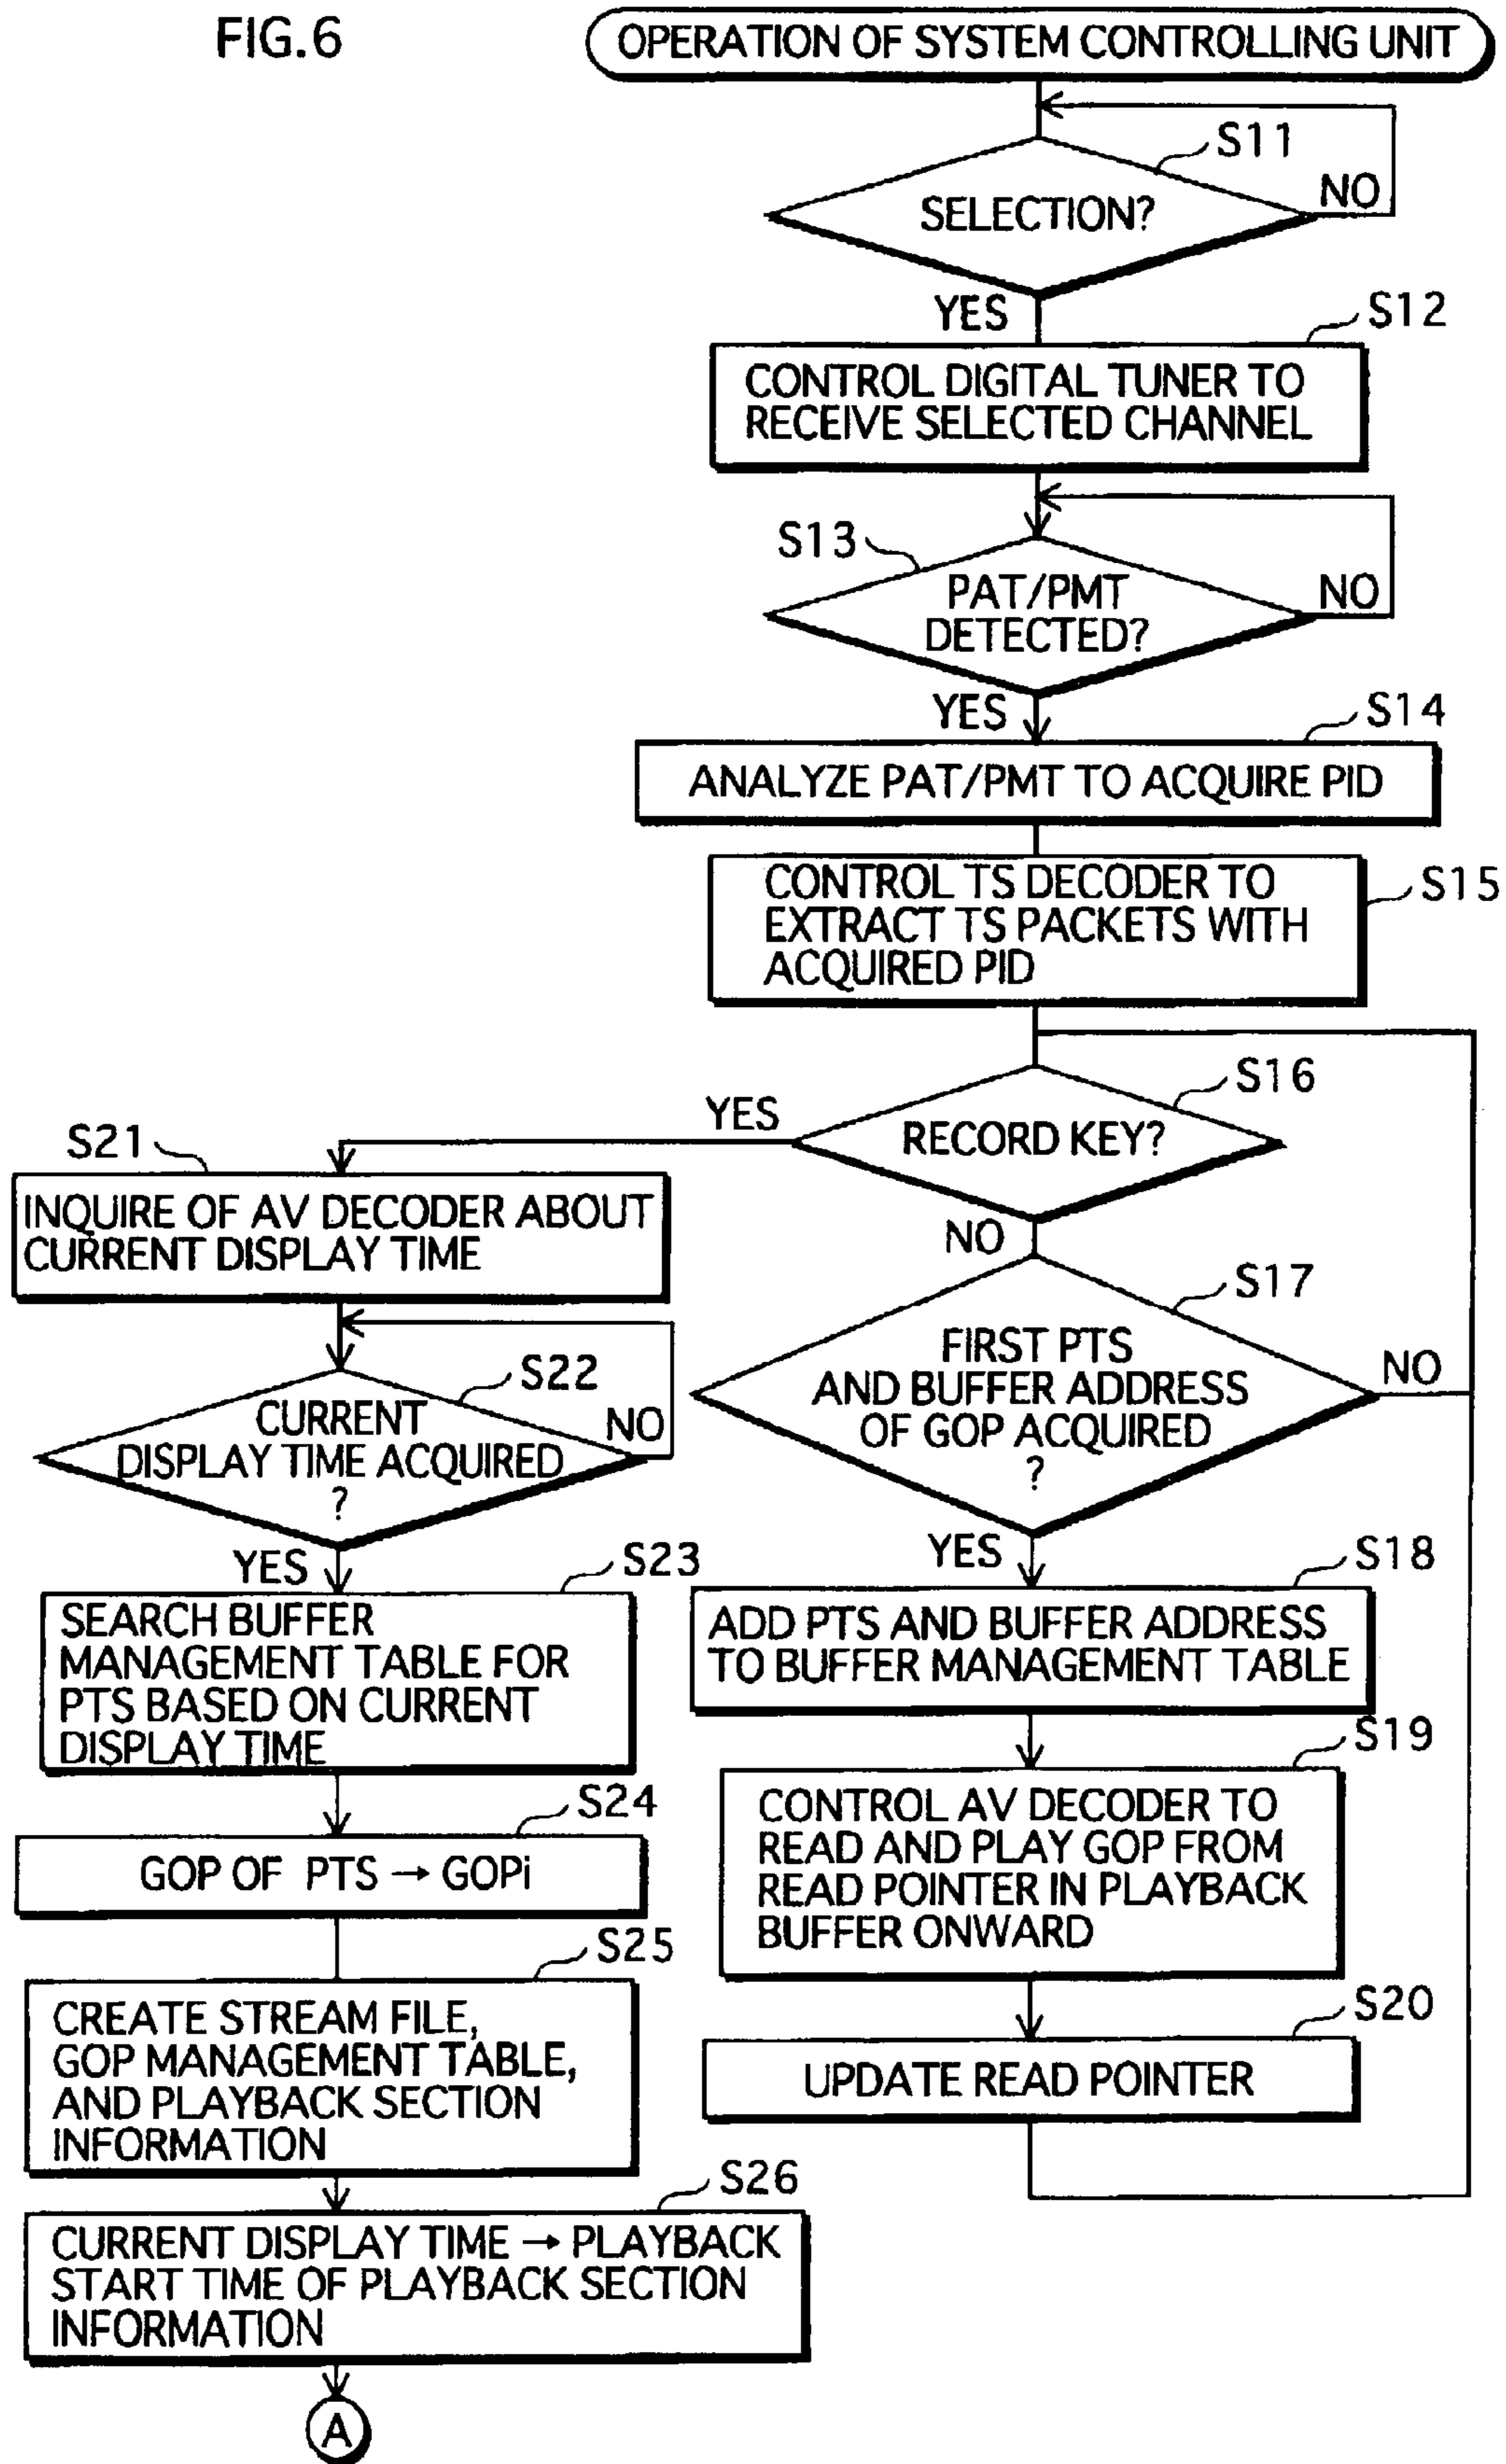 FIG.6
OPERATION OF SYSTEM CONTROLLING UNIT
S11
SELECTION?
NO
YES
S12
CONTROL DIGITAL TUNER TO
RECEIVE SELECTED CHANNEL
S13
PAT/PMT
DETECTED?
NO
YES
S14
ANALYZE PAT/PMT TO ACQUIRE PID
CONTROL TS DECODER TO
EXTRACT TS PACKETS WITH
ACQUIRED PID
S15
S16
RECORD KEY?
YES
NO
S17
FIRST PTS
AND BUFFER ADDRESS
OF GOP ACQUIRED
?
NO
YES
S18
ADD PTS AND BUFFER ADDRESS
TO BUFFER MANAGEMENT TABLE
S19
CONTROL AV DECODER TO
READ AND PLAY GOP FROM
READ POINTER IN PLAYBACK
BUFFER ONWARD
S20
UPDATE READ POINTER
S21
INQUIRE OF AV DECODER ABOUT
CURRENT DISPLAY TIME
S22
CURRENT
DISPLAY TIME ACQUIRED
?
NO
YES
S23
SEARCH BUFFER
MANAGEMENT TABLE FOR
PTS BASED ON CURRENT
DISPLAY TIME
S24
GOP OF PTS → GOPi
S25
CREATE STREAM FILE,
GOP MANAGEMENT TABLE,
AND PLAYBACK SECTION
INFORMATION
S26
CURRENT DISPLAY TIME → PLAYBACK
START TIME OF PLAYBACK SECTION
INFORMATION
A